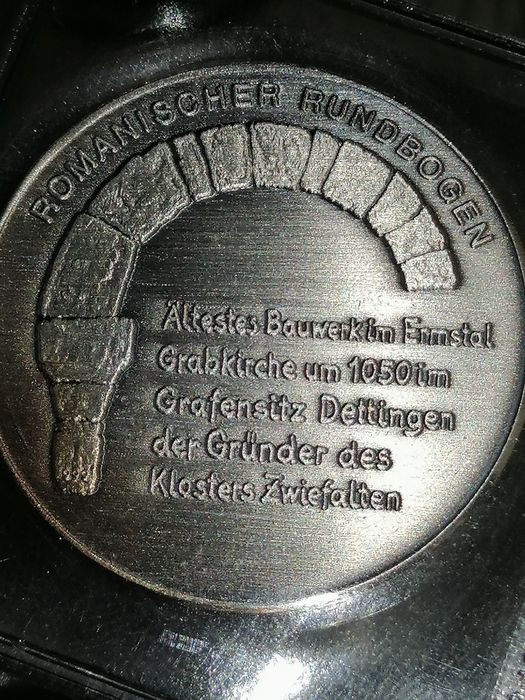 ROMANISCHER RUNDBOGEN
Ältestes Bauwerk im Ermstal
Grabkirche um 1050 im
Grafensitz Dettingen
der Gründer des
Klosters Zwiefalten